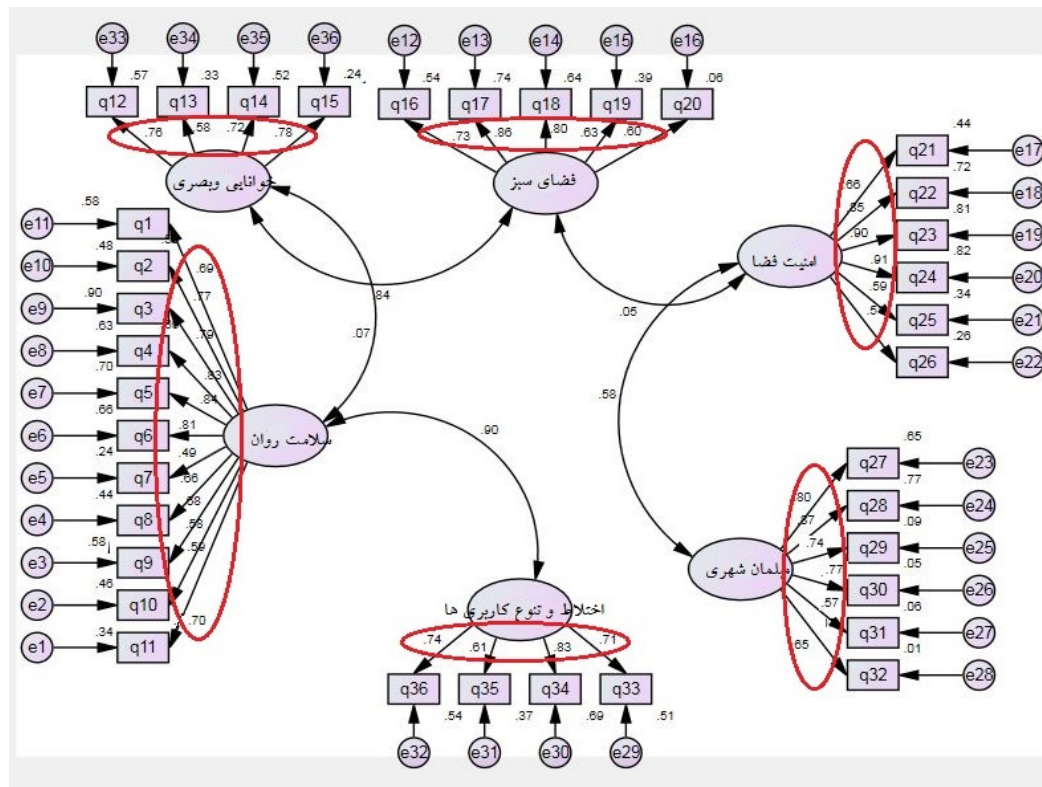 e33 e34 e35 e36 e12 e13 e14 e15 e16
.57 .33 .52 .24 .54 .74 .64 .39 .06
q12 q13 q14 q15 q16 q17 q18 q19 q20
.76 .58 .72 .78 .73 .86 .80 .63 .60
خوانایی وبصری
فضای سبز
.44
q21 e17
.72
q22 e18
.81
q23 e19
.82
q24 e20
.34
q25 e21
.26
q26 e22
.66
.85
.90
.91
.59
امنیت فضا
.58
e11 q1
.48
e10 q2
.90
e9 q3
.63
e8 q4
.70
e7 q5
.66
e6 q6
.24
e5 q7
.44
e4 q8
.58
e3 q9
.46
e2 q10
.34
e1 q11
.69
.77
.79
.83
.84
.81
.49
.66
.68
.58
.59
.70
سلامت روان
.84
.07
.05
.58
.90
.65
q27 e23
.77
q28 e24
.09
q29 e25
.05
q30 e26
.06
q31 e27
.01
q32 e28
.80
.87
.74
.77
.57
.65
مبلمان شهری
اختلاط و تنوع کاربری ها
.74 .61 .83 .71
q36 q35 q34 q33
.54 .37 .69 .51
e32 e31 e30 e29